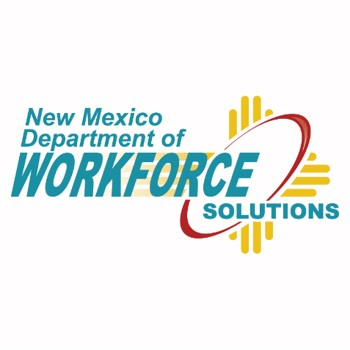 New Mexico
Department of
WORKFORCE
SOLUTIONS